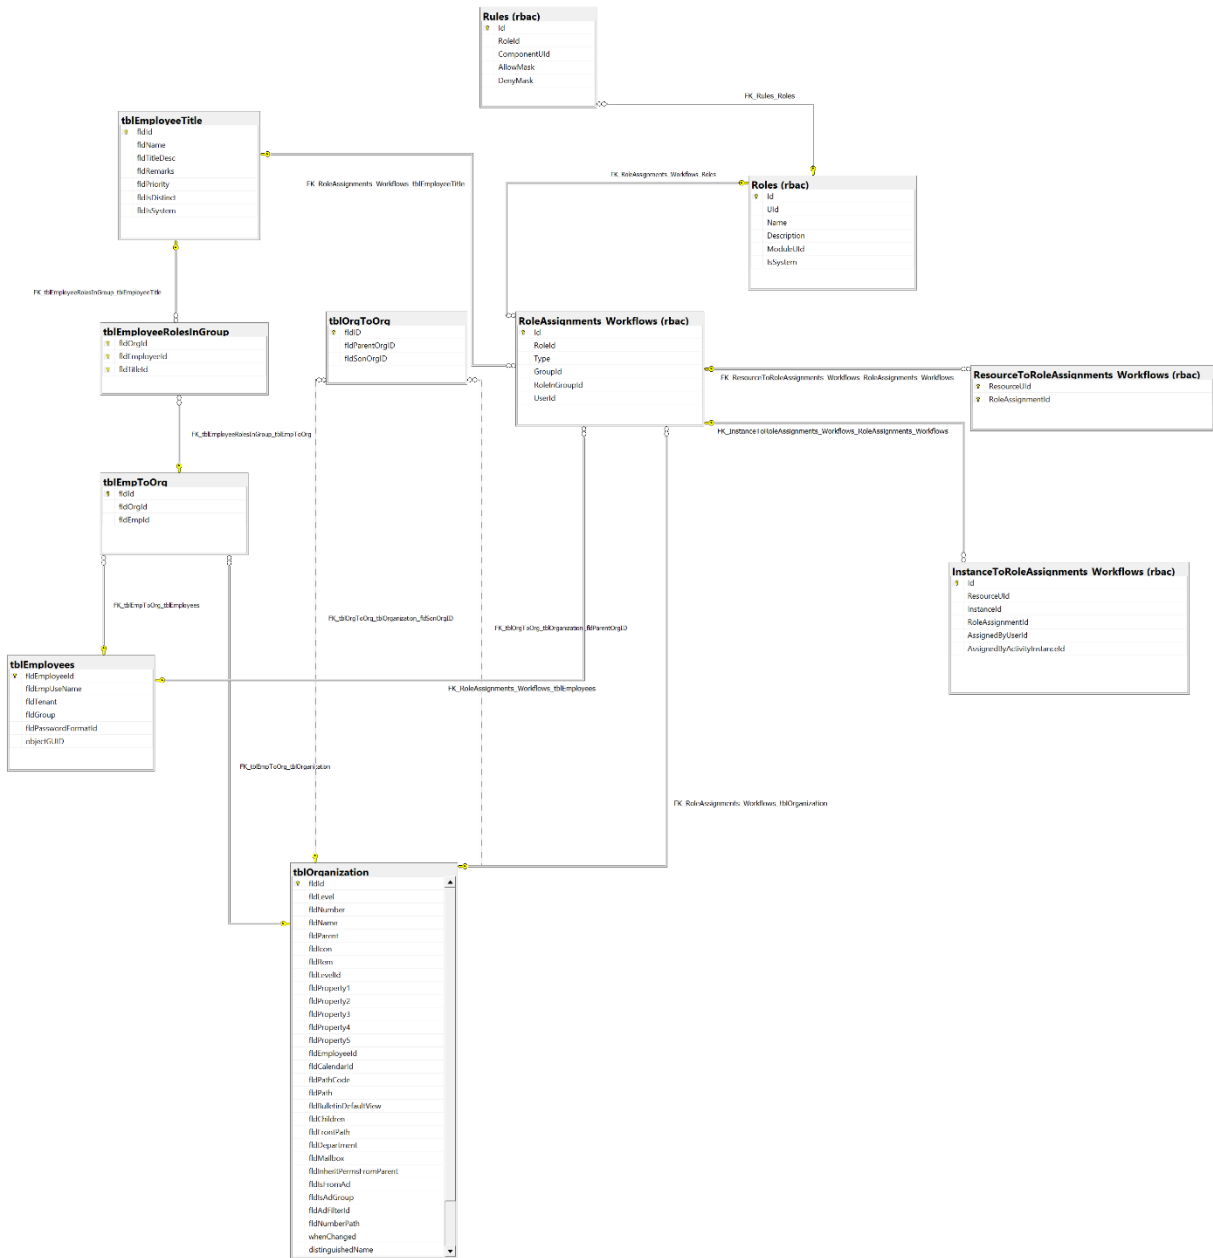 Rules (rbac)
Id
RoleId
ComponentUId
AllowMask
DenyMask
FK_Rules_Roles
tblEmployeeTitle
fldId
fldName
fldTitleDesc
fldRemarks
fldPriority
fldIsDistinct
fldIsSystem
FK_RoleAssignments_Workflows_tblEmployeeTitle
FK_RoleAssignments_Workflows_Roles
Roles (rbac)
Id
UId
Name
Description
ModuleUId
IsSystem
FK_tblEmployeeRolesInGroup_tblEmployeeTitle
tblEmployeeRolesInGroup
fldOrgId
fldEmployeeId
fldTitleId
tblOrgToOrg
fldID
fldParentOrgID
fldSonOrgID
RoleAssignments_Workflows (rbac)
Id
RoleId
Type
GroupId
RoleInGroupId
UserId
FK_ResourceToRoleAssignments_Workflows_RoleAssignments_Workflows
ResourceToRoleAssignments_Workflows (rbac)
ResourceUId
RoleAssignmentId
FK_InstanceToRoleAssignments_Workflows_RoleAssignments_Workflows
FK_tblEmployeeRolesInGroup_tblEmpToOrg
tblEmpToOrg
fldId
fldOrgId
fldEmpId
InstanceToRoleAssignments_Workflows (rbac)
Id
ResourceUId
InstanceId
RoleAssignmentId
AssignedByUserId
AssignedByActivityInstanceId
FK_tblEmpToOrg_tblEmployees
FK_tblOrgToOrg_tblOrganization_fldSonOrgID
FK_tblOrgToOrg_tblOrganization_fldParentOrgID
tblEmployees
fldEmployeeId
fldEmpUseName
fldTenant
fldGroup
fldPasswordFormatId
objectGUID
FK_RoleAssignments_Workflows_tblEmployees
FK_tblEmpToOrg_tblOrganization
FK_RoleAssignments_Workflows_tblOrganization
tblOrganization
fldId
fldLevel
fldNumber
fldName
fldParent
fldIcon
fldRem
fldLevelId
fldProperty1
fldProperty2
fldProperty3
fldProperty4
fldProperty5
fldEmployeeId
fldCalendarId
fldPathCode
fldPath
fldBulletinDefaultView
fldChildren
fldFrontPath
fldDepartment
fldMailbox
fldInheritPermsFromParent
fldIsFromAd
fldIsAdGroup
fldAdFilterId
fldNumberPath
whenChanged
distinguishedName